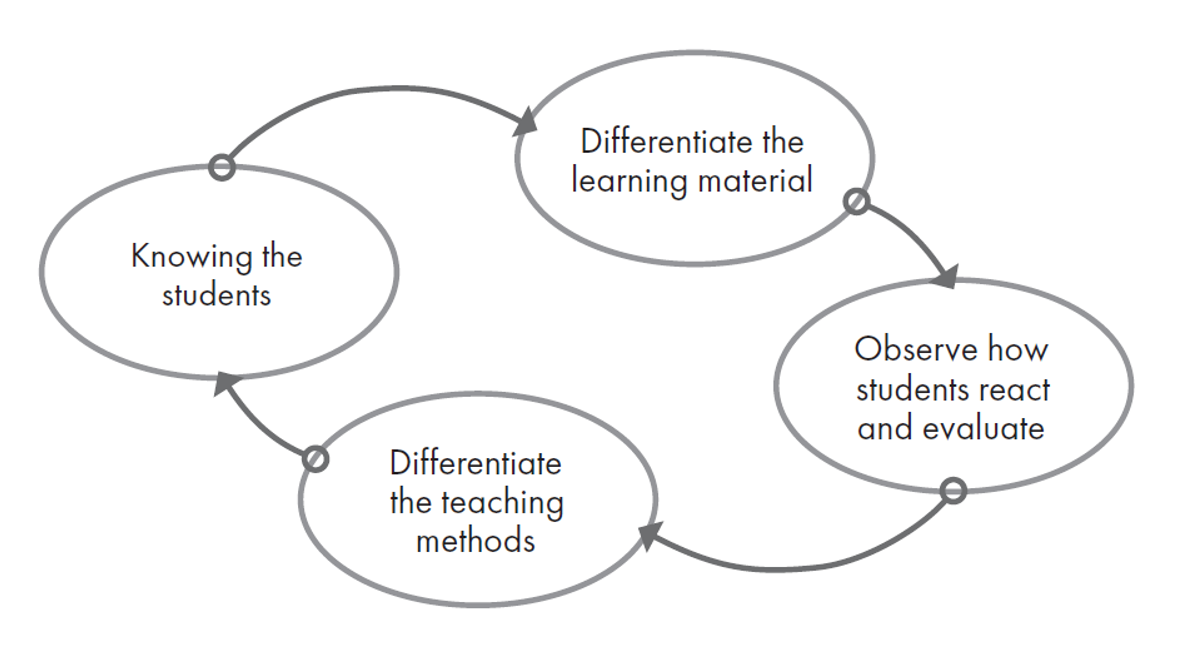 Differentiate the
learning material
Knowing the
students
Observe how
students react
and evaluate
Differentiate
the teaching
methods